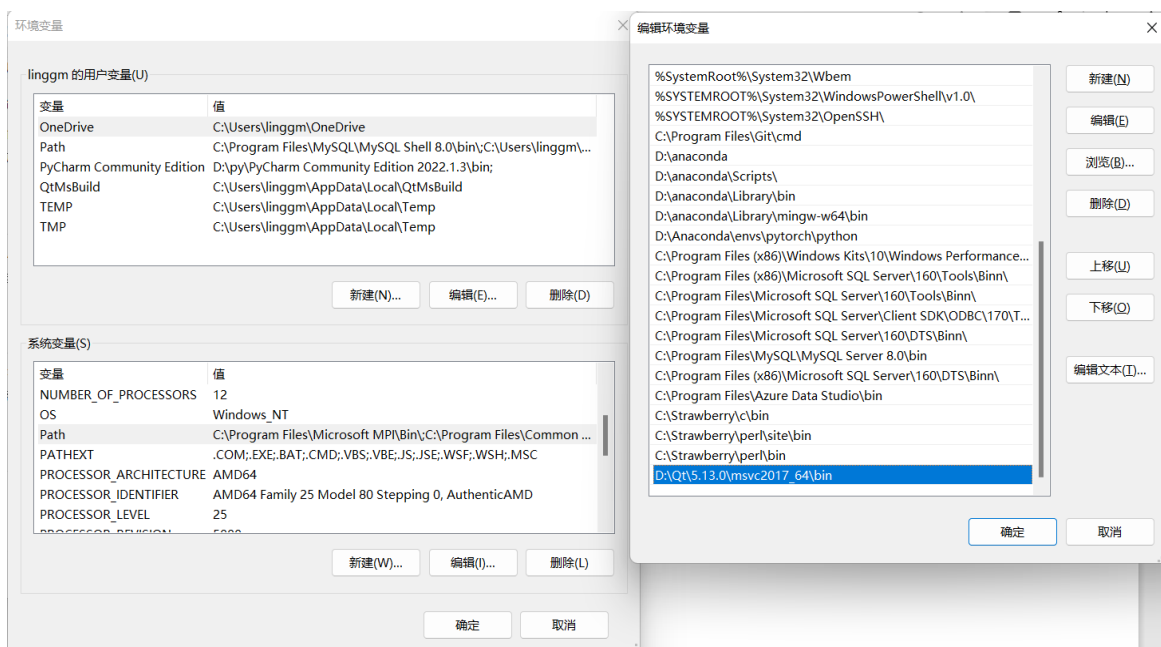 环境变量
linggm 的用户变量(U)
变量 值
OneDrive C:\Users\linggm\OneDrive
Path C:\Program Files\MySQL\MySQL Shell 8.0\bin\;C:\Users\linggm\...
PyCharm Community Edition D:\py\PyCharm Community Edition 2022.1.3\bin;
QtMsBuild C:\Users\linggm\AppData\Local\QtMsBuild
TEMP C:\Users\linggm\AppData\Local\Temp
TMP C:\Users\linggm\AppData\Local\Temp
新建(N)... 编辑(E)... 删除(D)
系统变量(S)
变量 值
NUMBER_OF_PROCESSORS 12
OS Windows_NT
Path C:\Program Files\Microsoft MPI\Bin\;C:\Program Files\Common ...
PATHEXT .COM;.EXE;.BAT;.CMD;.VBS;.VBE;.JS;.JSE;.WSF;.WSH;.MSC
PROCESSOR_ARCHITECTURE AMD64
PROCESSOR_IDENTIFIER AMD64 Family 25 Model 80 Stepping 0, AuthenticAMD
PROCESSOR_LEVEL 25
PROCESSOR_REVISION 5000
新建(W)... 编辑(I)... 删除(L)
确定 取消
编辑环境变量
%SystemRoot%\System32\Wbem
%SYSTEMROOT%\System32\WindowsPowerShell\v1.0\
%SYSTEMROOT%\System32\OpenSSH\
C:\Program Files\Git\cmd
D:\anaconda
D:\anaconda\Scripts\
D:\anaconda\Library\bin
D:\anaconda\Library\mingw-w64\bin
D:\Anaconda\envs\pytorch\python
C:\Program Files (x86)\Windows Kits\10\Windows Performance...
C:\Program Files (x86)\Microsoft SQL Server\160\Tools\Binn\
C:\Program Files\Microsoft SQL Server\160\Tools\Binn\
C:\Program Files\Microsoft SQL Server\Client SDK\ODBC\170\T...
C:\Program Files\Microsoft SQL Server\160\DTS\Binn\
C:\Program Files\MySQL\MySQL Server 8.0\bin
C:\Program Files (x86)\Microsoft SQL Server\160\DTS\Binn\
C:\Program Files\Azure Data Studio\bin
C:\Strawberry\c\bin
C:\Strawberry\perl\site\bin
C:\Strawberry\perl\bin
D:\Qt\5.13.0\msvc2017_64\bin
新建(N)
编辑(E)
浏览(B)...
删除(D)
上移(U)
下移(O)
编辑文本(T)...
确定 取消